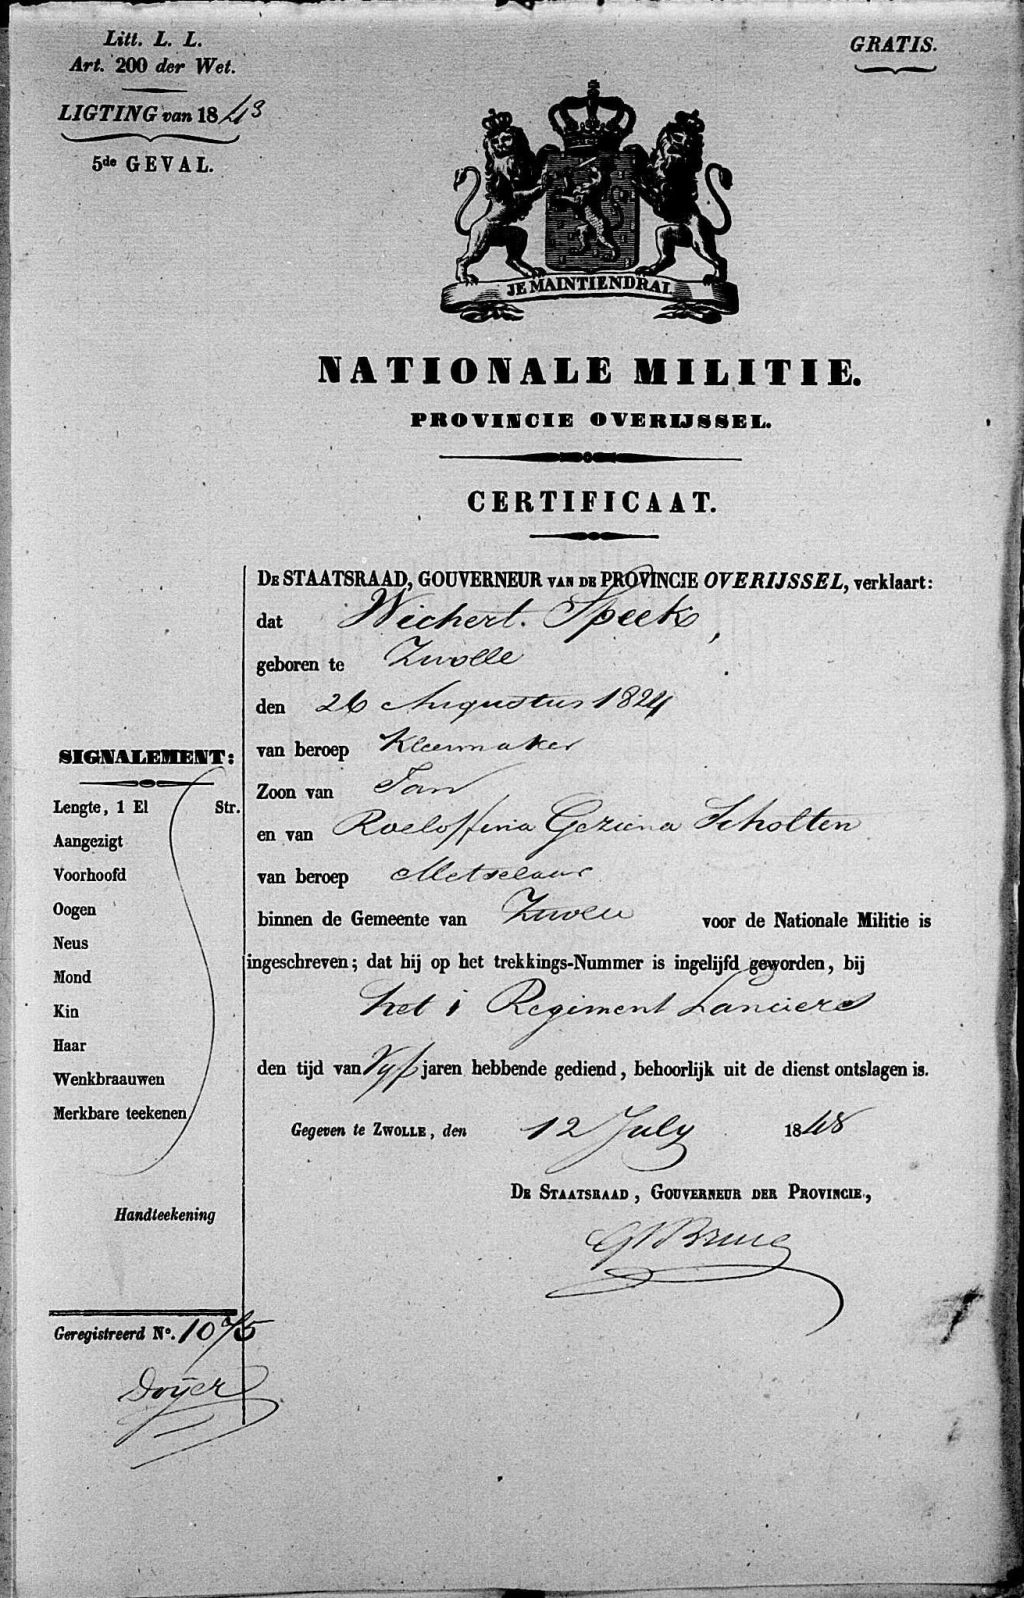 Litt. L. L.
Art. 200 der Wet.
GRATIS.
LIGTING van 1843
5de GEVAL.
JE MAINTIENDRAI
NATIONALE MILITIE.
PROVINCIE OVERIJSSEL.
CERTIFICAAT.
DE STAATSRAAD, GOUVERNEUR VAN DE PROVINCIE OVERIJSSEL, verklaart:
dat Wichert. Speek,
geboren te Zwolle
den 26 Augustus 1824
van beroep Kleermaker
Zoon van Jan
en van Roeloffina Geziena Scholten
van beroep Metselaar
binnen de Gemeente van Zwolle voor de Nationale Militie is
ingeschreven; dat hij op het trekkings-Nummer is ingelijfd geworden, bij
het 1 Regiment Lanciers
den tijd van Vyf jaren hebbende gediend, behoorlijk uit de dienst ontslagen is.
Gegeven te ZWOLLE, den 12 July 1848
DE STAATSRAAD, GOUVERNEUR DER PROVINCIE,
SIGNALEMENT:
Lengte, 1 El Str.
Aangezigt
Voorhoofd
Oogen
Neus
Mond
Kin
Haar
Wenkbraauwen
Merkbare teekenen
Handteekening
Geregistreerd No. 10
Doijer